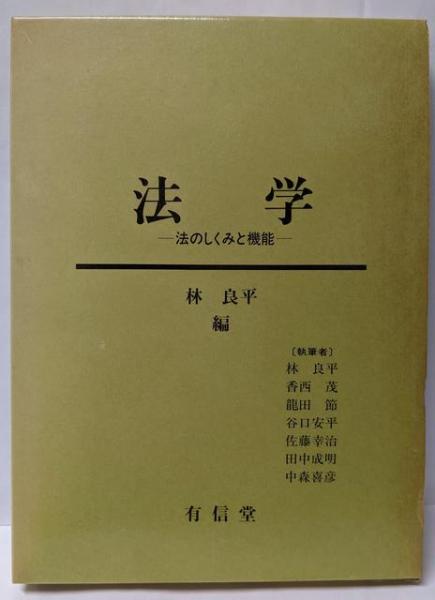 法 学
―法のしくみと機能―
林 良平
編
〔執筆者〕
林 良平
香西 茂
龍田 節
谷口安平
佐藤幸治
田中成明
中森喜彦
有信堂